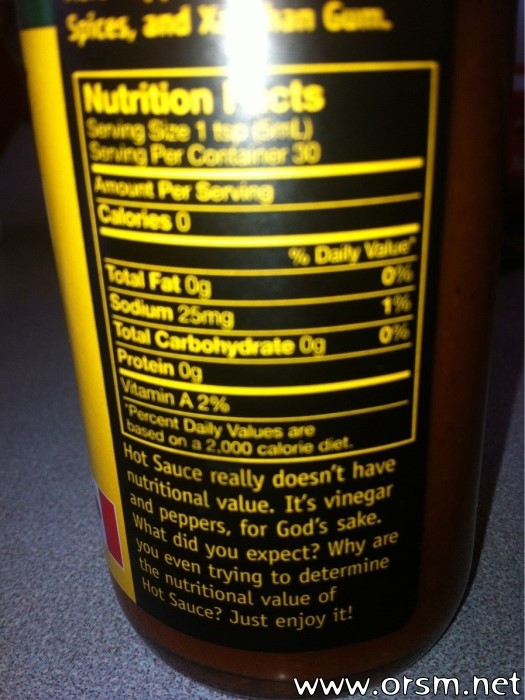 Spices, and Xanthan Gum.
Nutrition Facts
Serving Size 1 tsp (5mL)
Serving Per Container 30
Amount Per Serving
Calories 0
% Daily Value*
Total Fat 0g 0%
Sodium 25mg 1%
Total Carbohydrate 0g 0%
Protein 0g
Vitamin A 2%
*Percent Daily Values are
based on a 2,000 calorie diet.
Hot Sauce really doesn't have
nutritional value. It's vinegar
and peppers, for God's sake.
What did you expect? Why are
you even trying to determine
the nutritional value of
Hot Sauce? Just enjoy it!
www.orsm.net